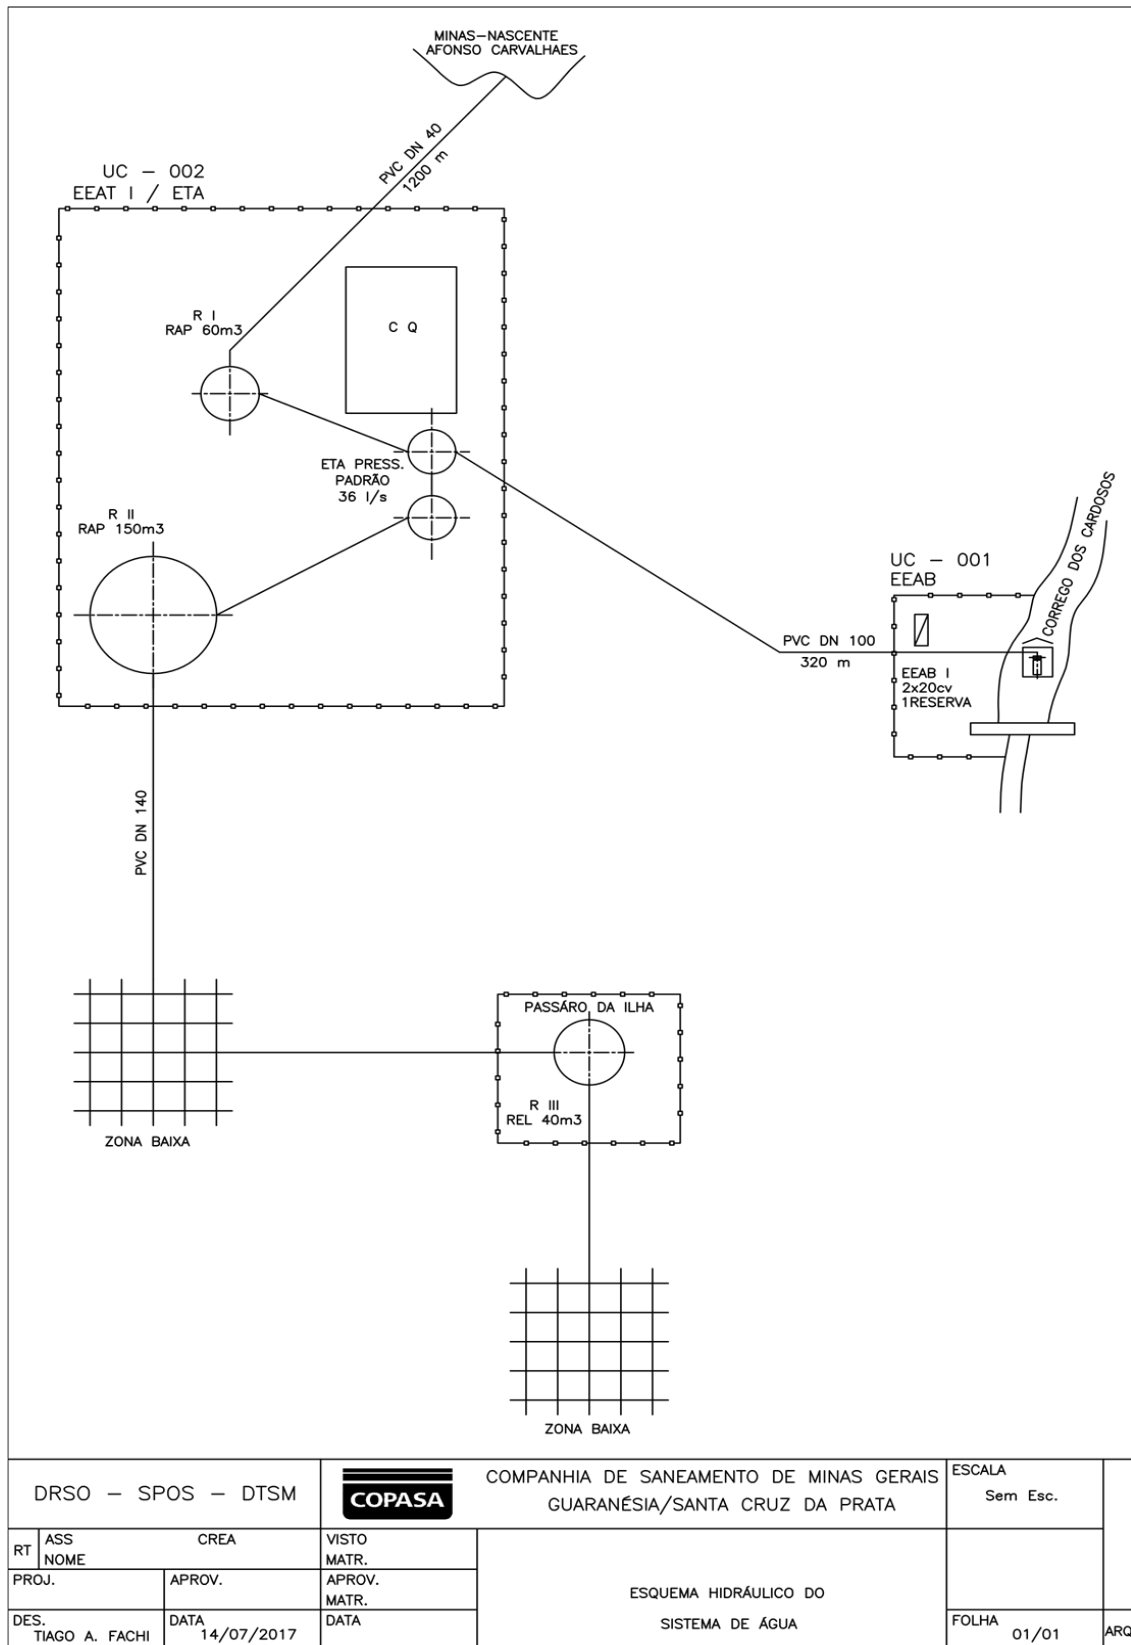 MINAS-NASCENTE
AFONSO CARVALHAES
PVC DN 40
1200 m
UC - 002
EEAT I / ETA
R I
RAP 60m3
C Q
ETA PRESS.
PADRÃO
36 l/s
R II
RAP 150m3
CORREGO DOS CARDOSOS
UC - 001
EEAB
PVC DN 100
320 m
EEAB I
2x20cv
1RESERVA
PVC DN 140
PASSÁRO DA ILHA
R III
REL 40m3
ZONA BAIXA
ZONA BAIXA
DRSO - SPOS - DTSM
COPASA
COMPANHIA DE SANEAMENTO DE MINAS GERAIS
GUARANÉSIA/SANTA CRUZ DA PRATA
ESCALA
Sem Esc.
RT
ASS
CREA
NOME
VISTO
MATR.
PROJ.
APROV.
APROV.
MATR.
ESQUEMA HIDRÁULICO DO
SISTEMA DE ÁGUA
DES.
TIAGO A. FACHI
DATA
14/07/2017
DATA
FOLHA
01/01
ARQ